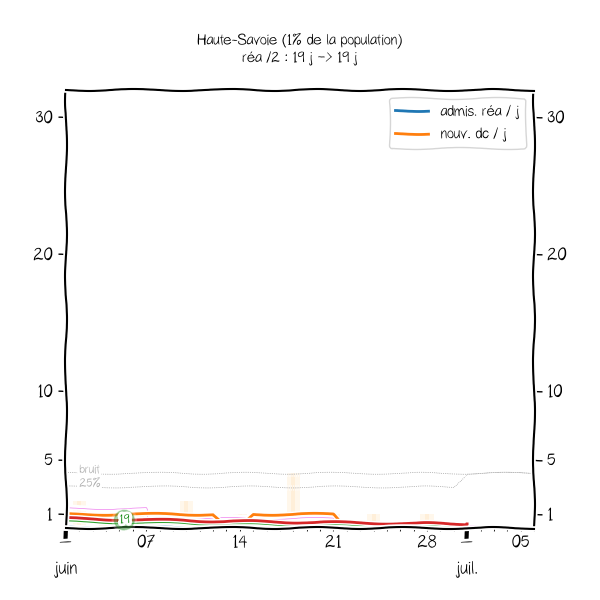 Haute-Savoie (1% de la population)
réa /2 : 19 j -> 19 j
admis. réa / j
nouv. dc / j
30
30
20
20
10
10
5
5
bruit
25%
1
1
19
07
14
21
28
05
juin
juil.